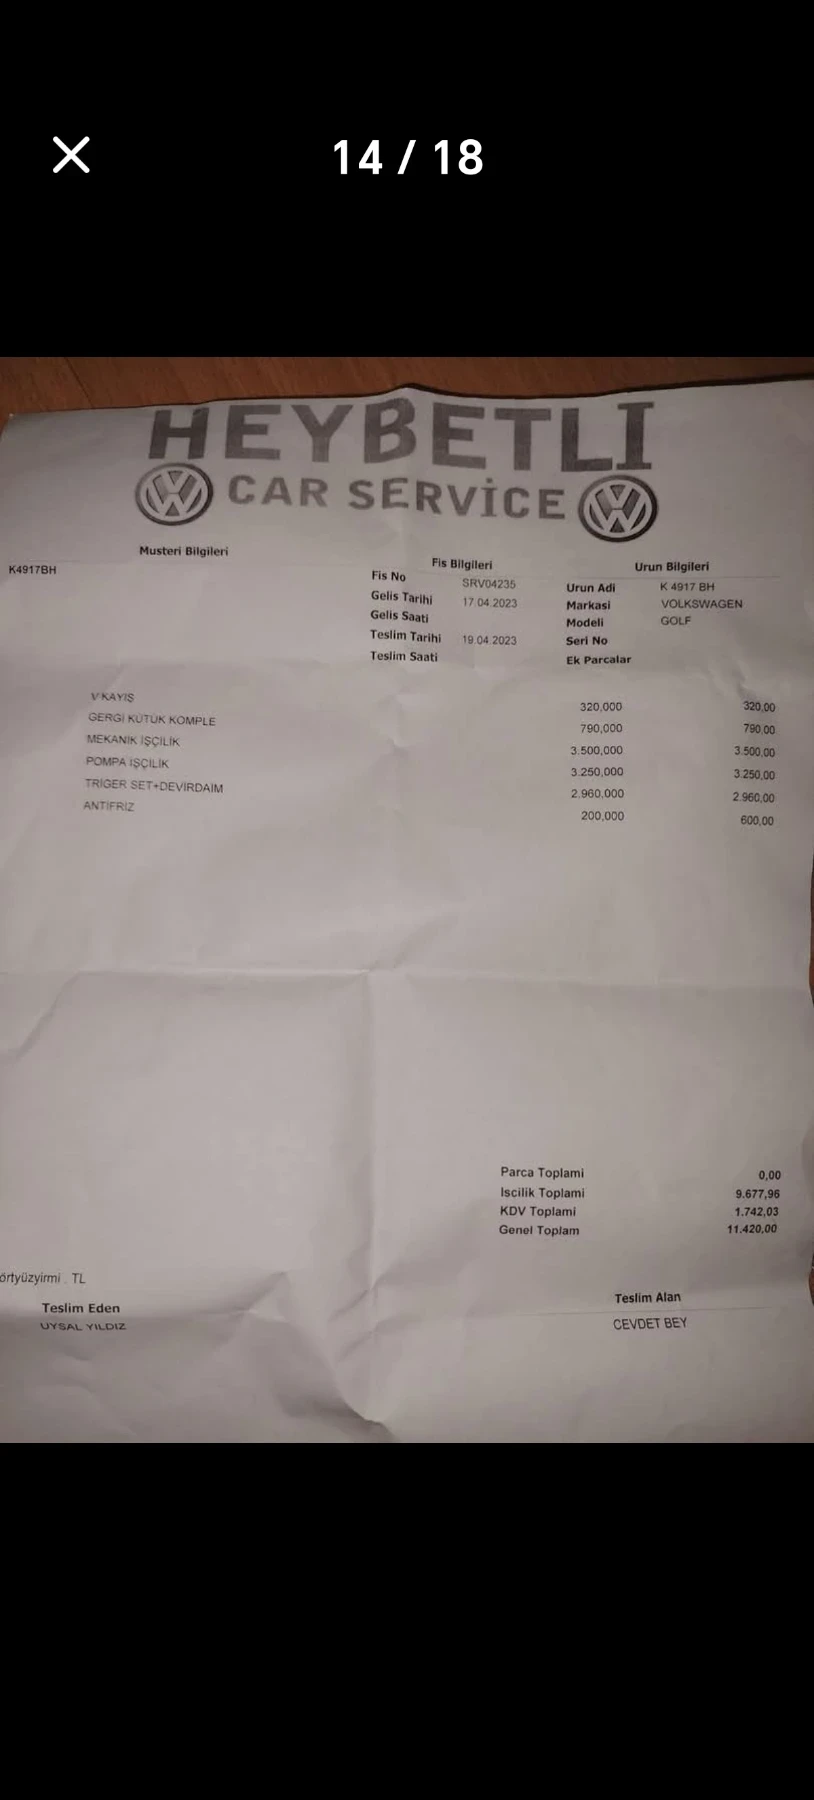 14 / 18
HEYBETLI
CAR SERVİCE
Musteri Bilgileri
K4917BH
Fis Bilgileri
Fis No SRV04235
Gelis Tarihi 17.04.2023
Gelis Saati
Teslim Tarihi 19.04.2023
Teslim Saati
Urun Bilgileri
Urun Adi K 4917 BH
Markasi VOLKSWAGEN
Modeli GOLF
Seri No
Ek Parcalar
V KAYIŞ 320,000 320,00
GERGİ KÜTÜK KOMPLE 790,000 790,00
MEKANİK İŞÇİLİK 3.500,000 3.500,00
POMPA İŞÇİLİK 3.250,000 3.250,00
TRİGER SET+DEVİRDAİM 2.960,000 2.960,00
ANTİFRİZ 200,000 600,00
Parca Toplami 0,00
Iscilik Toplami 9.677,96
KDV Toplami 1.742,03
Genel Toplam 11.420,00
örtyüzyirmi . TL
Teslim Eden
UYSAL YILDIZ
Teslim Alan
CEVDET BEY